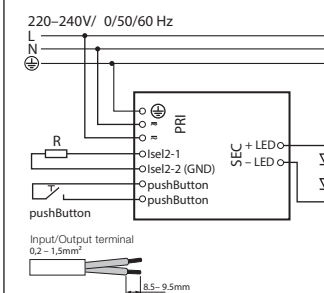 220–240V/ 0/50/60 Hz
L
N
PRI
≂
≂
R
Isel2-1
Isel2-2 (GND)
pushButton
pushButton
pushButton
SEC
+ LED
– LED
Input/Output terminal
0,2 – 1,5mm²
8.5– 9.5mm